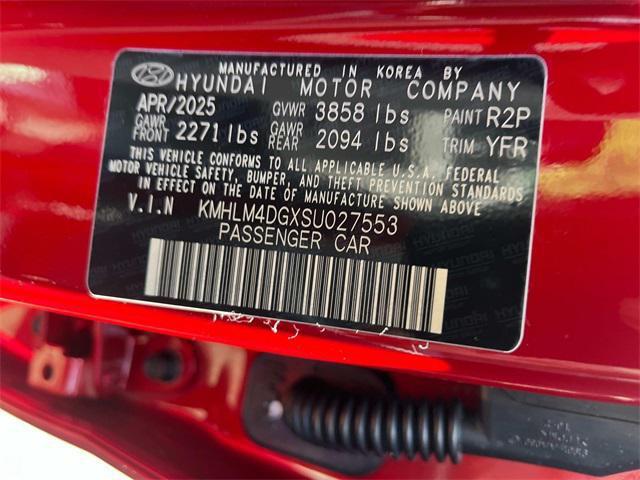 MANUFACTURED IN KOREA BY
HYUNDAI MOTOR COMPANY
APR/2025 GVWR 3858 lbs PAINT R2P
GAWR FRONT 2271 lbs GAWR REAR 2094 lbs TRIM YFR
THIS VEHICLE CONFORMS TO ALL APPLICABLE U.S.A. FEDERAL
MOTOR VEHICLE SAFETY, BUMPER, AND THEFT PREVENTION STANDARDS
IN EFFECT ON THE DATE OF MANUFACTURE SHOWN ABOVE
V.I.N KMHLM4DGXSU027553
PASSENGER CAR